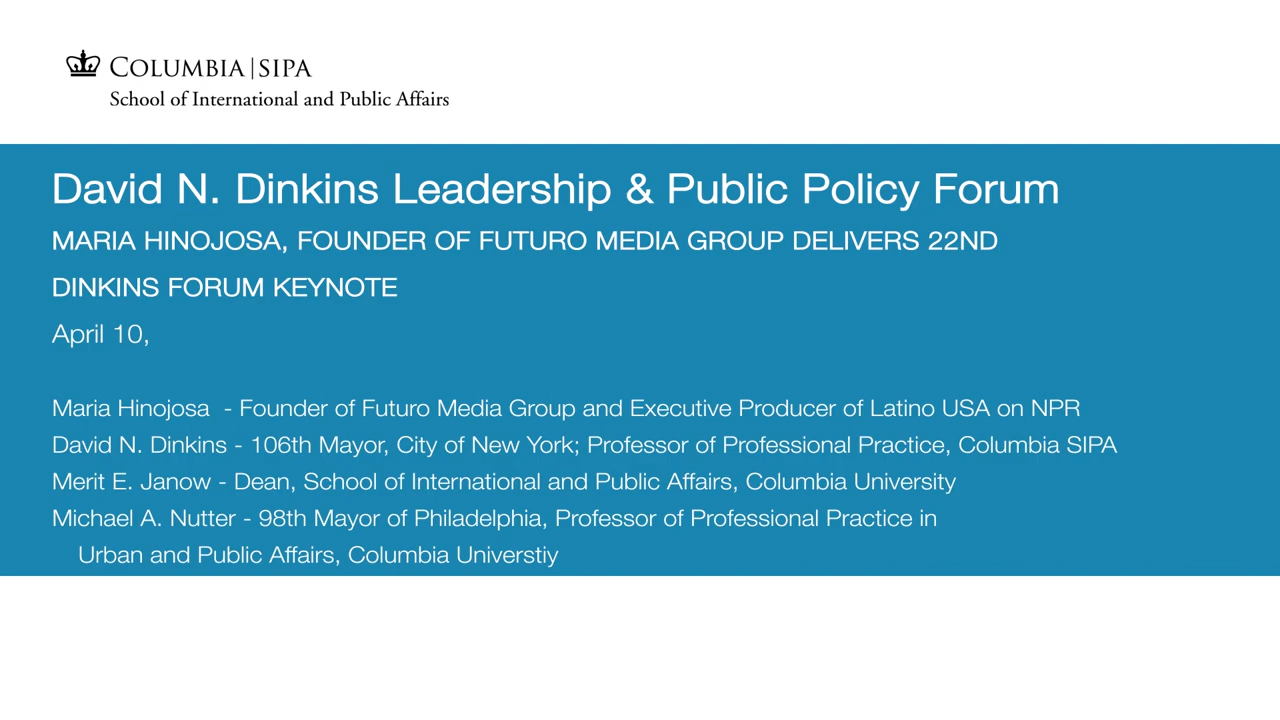 COLUMBIA | SIPA
School of International and Public Affairs
David N. Dinkins Leadership & Public Policy Forum
MARIA HINOJOSA, FOUNDER OF FUTURO MEDIA GROUP DELIVERS 22ND
DINKINS FORUM KEYNOTE
April 10,
Maria Hinojosa - Founder of Futuro Media Group and Executive Producer of Latino USA on NPR
David N. Dinkins - 106th Mayor, City of New York; Professor of Professional Practice, Columbia SIPA
Merit E. Janow - Dean, School of International and Public Affairs, Columbia University
Michael A. Nutter - 98th Mayor of Philadelphia, Professor of Professional Practice in
Urban and Public Affairs, Columbia Universtiy